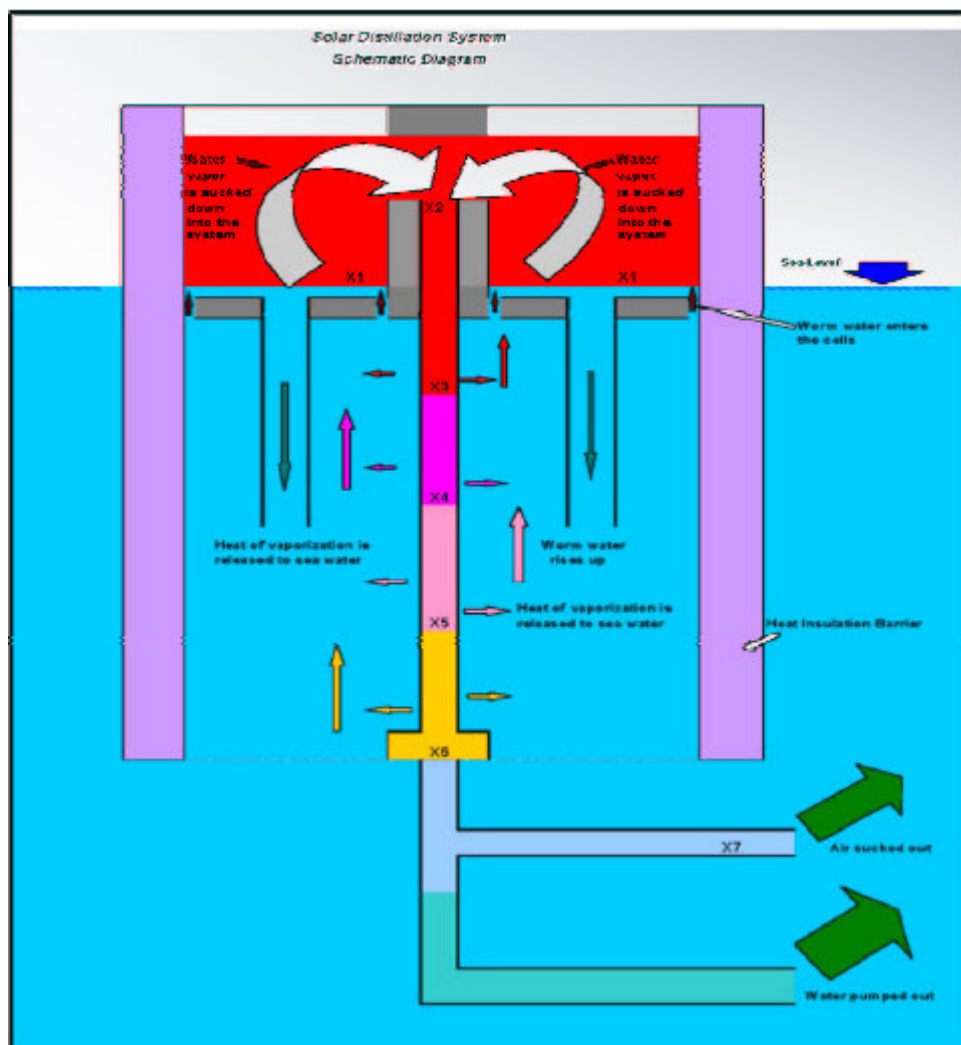 Solar Distillation System
Schematic Diagram
Water
vapor
is sucked
down
into the
system
Water
vapor
is sucked
down
into the
system
X2
X1
X1
Sea-Level
Worm water enters
the cells
X3
X4
Heat of vaporization is
released to sea water
Worm water
rises up
Heat of vaporization is
released to sea water
X5
Heat Insulation Barrier
X6
X7
Air sucked out
Water pumped out